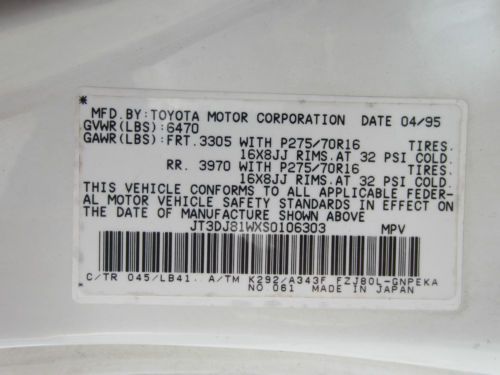 * MFD.BY:TOYOTA MOTOR CORPORATION DATE 04/95
GVWR(LBS):6470
GAWR(LBS):FRT.3305 WITH P275/70R16 TIRES.
16X8JJ RIMS.AT 32 PSI COLD.
RR. 3970 WITH P275/70R16 TIRES.
16X8JJ RIMS.AT 32 PSI COLD.
THIS VEHICLE CONFORMS TO ALL APPLICABLE FEDER-
AL MOTOR VEHICLE SAFETY STANDARDS IN EFFECT ON
THE DATE OF MANUFACTURE SHOWN ABOVE
JT3DJ81WXS0106303 MPV
* *
C/TR 045/LB41. A/TM K292/A343F FZJ80L-GNPEKA
NO 061 MADE IN JAPAN